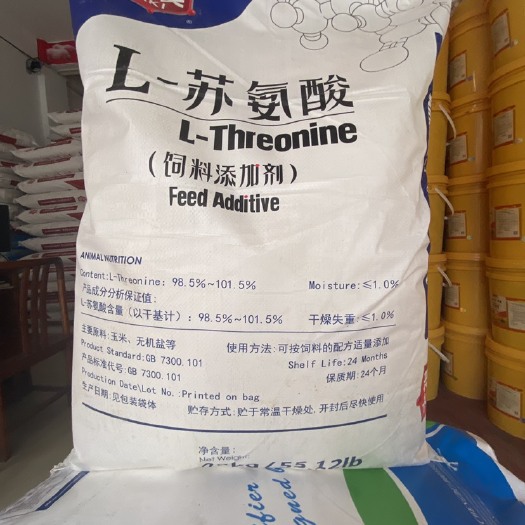 L-苏氨酸
L-Threonine
(饲料添加剂)
Feed Additive
ANIMAL NUTRITION
Content:L-Threonine: 98.5%~101.5% Moisture:≤1.0%
产品成分分析保证值:
L-苏氨酸含量(以干基计): 98.5%~101.5% 干燥失重:≤1.0%
主要原料:玉米、无机盐等 使用方法:可按饲料的配方适量添加
Product Standard:GB 7300.101 Shelf Life:24 Months
产品标准代号:GB 7300.101 保质期:24个月
Production Date\Lot No.:Printed on bag
生产日期:见包装袋体 贮存方式:贮于常温干燥处,开封后尽快使用
净含量:
Net Weight:
55.12lb